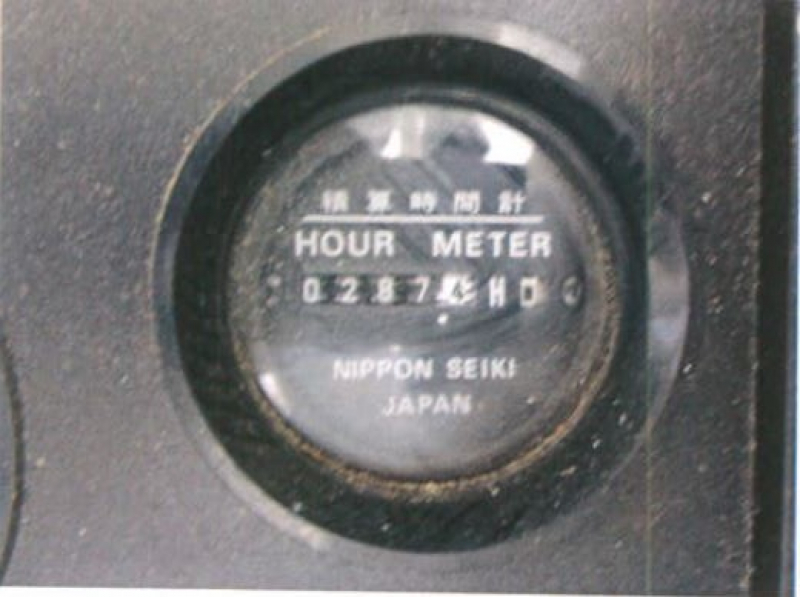 積算時間計
HOUR METER
0287 H
NIPPON SEIKI
JAPAN